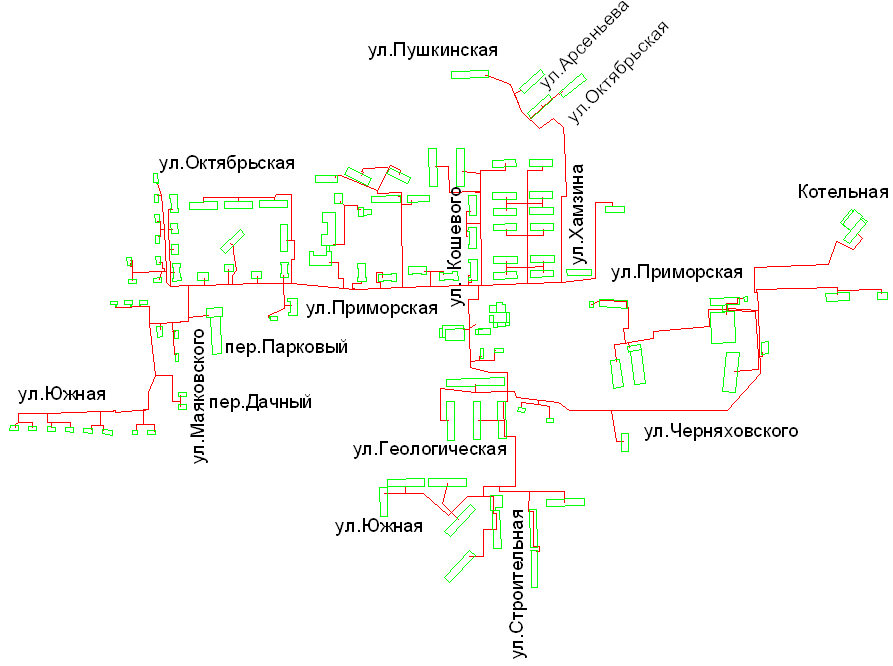 ул.Пушкинская
ул.Арсеньева
ул.Октябрьская
ул.Октябрьская
Котельная
ул. Кошевого
ул.Хамзина
ул.Приморская
ул.Приморская
ул.Маяковского
пер.Парковый
ул.Южная
пер.Дачный
ул.Черняховского
ул.Геологическая
ул.Южная
ул.Строительная